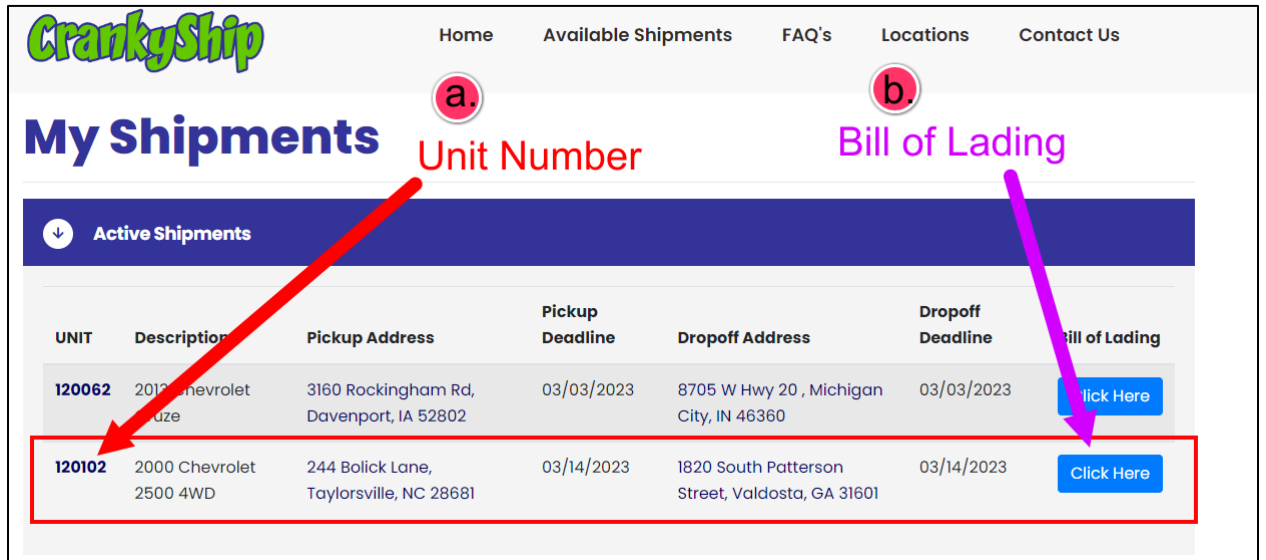 CrankyShip
Home Available Shipments FAQ's Locations Contact Us
a.
b.
My Shipments
Unit Number
Bill of Lading
Active Shipments
UNIT Description Pickup Address Pickup Deadline Dropoff Address Dropoff Deadline Bill of Lading
120062 2013 Chevrolet 3160 Rockingham Rd, 03/03/2023 8705 W Hwy 20 , Michigan 03/03/2023 Click Here
Cruze Davenport, IA 52802 City, IN 46360
120102 2000 Chevrolet 244 Bolick Lane, 03/14/2023 1820 South Patterson 03/14/2023 Click Here
2500 4WD Taylorsville, NC 28681 Street, Valdosta, GA 31601